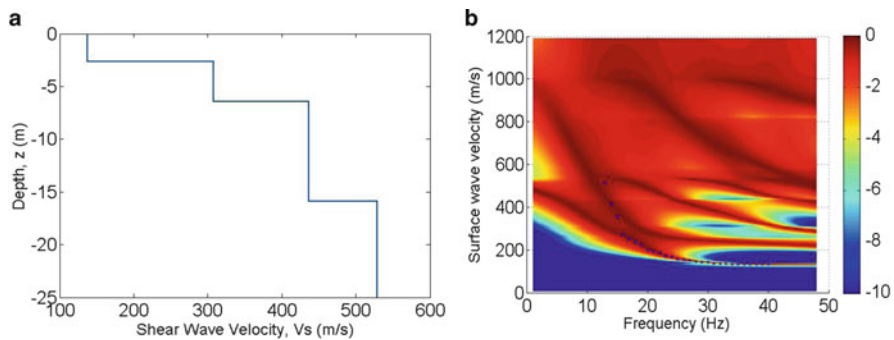 a
0
-5
-10
-15
-20
-25
Depth, z (m)
100 200 300 400 500 600
Shear Wave Velocity, Vs (m/s)
b
1200
1000
800
600
400
200
0
Surface wave velocity (m/s)
0 10 20 30 40 50
Frequency (Hz)
0
-2
-4
-6
-8
-10